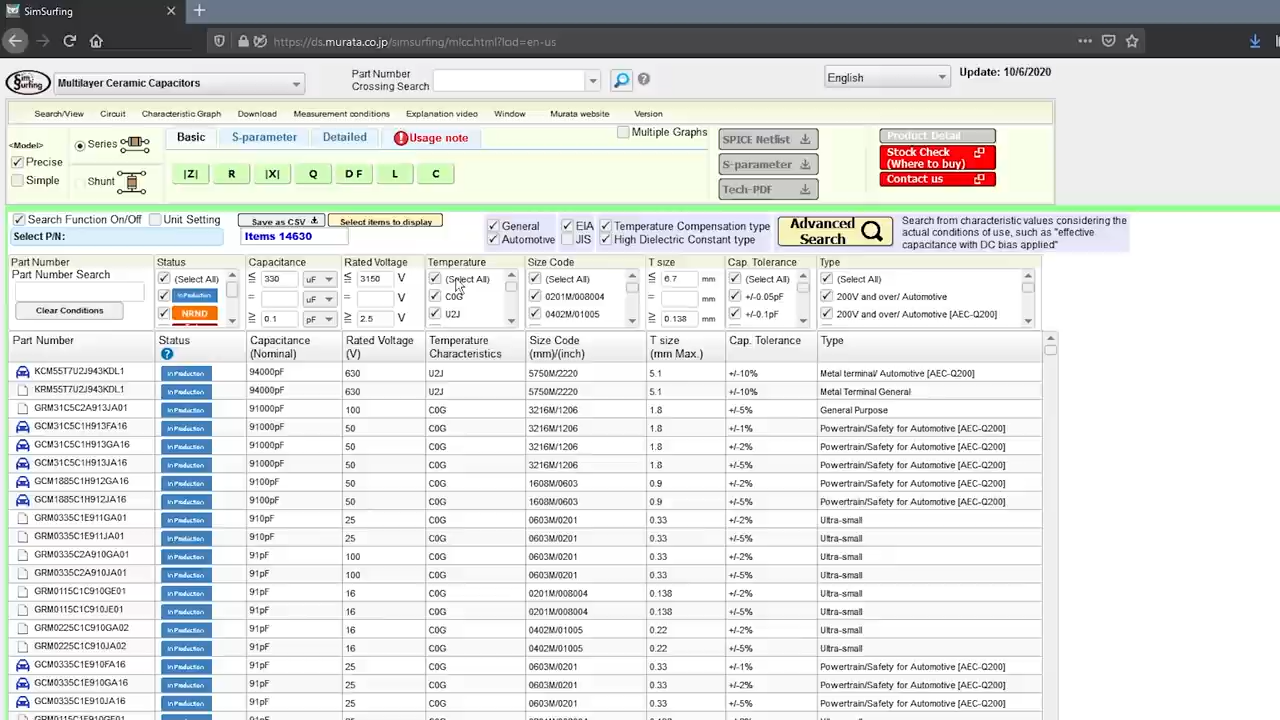 SimSurfing
https://ds.murata.co.jp/simsurfing/mlcc.html?lcid=en-us
Sim Surfing
Multilayer Ceramic Capacitors
Part Number Crossing Search
English
Update: 10/6/2020
Search/View Circuit Characteristic Graph Download Measurement conditions Explanation video Window Murata website Version
<Model>
Precise
Simple
Series
Shunt
Basic S-parameter Detailed Usage note
Multiple Graphs
|Z| R |X| Q D F L C
SPICE Netlist
S-parameter
Tech-PDF
Product Detail
Stock Check (Where to buy)
Contact us
Search Function On/Off Unit Setting Save as CSV Select items to display
Select P/N: Items 14630
General EIA Temperature Compensation type
Automotive JIS High Dielectric Constant type
Advanced Search
Search from characteristic values considering the
actual conditions of use, such as "effective
capacitance with DC bias applied"
Part Number Status Capacitance Rated Voltage Temperature Size Code T size Cap. Tolerance Type
Part Number Search (Select All) ≤ 330 uF ≤ 3150 V (Select All) (Select All) ≤ 6.7 mm (Select All) (Select All)
In Production = uF = V C0G 0201M/008004 = mm +/-0.05pF 200V and over/ Automotive
Clear Conditions NRND ≥ 0.1 pF ≥ 2.5 V U2J 0402M/01005 ≥ 0.138 mm +/-0.1pF 200V and over/ Automotive [AEC-Q200]
Part Number Status Capacitance (Nominal) Rated Voltage (V) Temperature Characteristics Size Code (mm)/(inch) T size (mm Max.) Cap. Tolerance Type
KCM55T7U2J943KDL1 In Production 94000pF 630 U2J 5750M/2220 5.1 +/-10% Metal terminal/ Automotive [AEC-Q200]
KRM55T7U2J943KDL1 In Production 94000pF 630 U2J 5750M/2220 5.1 +/-10% Metal Terminal General
GRM31C5C2A913JA01 In Production 91000pF 100 C0G 3216M/1206 1.8 +/-5% General Purpose
GCM31C5C1H913FA16 In Production 91000pF 50 C0G 3216M/1206 1.8 +/-1% Powertrain/Safety for Automotive [AEC-Q200]
GCM31C5C1H913GA16 In Production 91000pF 50 C0G 3216M/1206 1.8 +/-2% Powertrain/Safety for Automotive [AEC-Q200]
GCM31C5C1H913JA16 In Production 91000pF 50 C0G 3216M/1206 1.8 +/-5% Powertrain/Safety for Automotive [AEC-Q200]
GCM1885C1H912GA16 In Production 9100pF 50 C0G 1608M/0603 0.9 +/-2% Powertrain/Safety for Automotive [AEC-Q200]
GCM1885C1H912JA16 In Production 9100pF 50 C0G 1608M/0603 0.9 +/-5% Powertrain/Safety for Automotive [AEC-Q200]
GRM0335C1E911GA01 In Production 910pF 25 C0G 0603M/0201 0.33 +/-2% Ultra-small
GRM0335C1E911JA01 In Production 910pF 25 C0G 0603M/0201 0.33 +/-5% Ultra-small
GRM0335C2A910GA01 In Production 91pF 100 C0G 0603M/0201 0.33 +/-2% Ultra-small
GRM0335C2A910JA01 In Production 91pF 100 C0G 0603M/0201 0.33 +/-5% Ultra-small
GRM0115C1C910GE01 In Production 91pF 16 C0G 0201M/008004 0.138 +/-2% Ultra-small
GRM0115C1C910JE01 In Production 91pF 16 C0G 0201M/008004 0.138 +/-5% Ultra-small
GRM0225C1C910GA02 In Production 91pF 16 C0G 0402M/01005 0.22 +/-2% Ultra-small
GRM0225C1C910JA02 In Production 91pF 16 C0G 0402M/01005 0.22 +/-5% Ultra-small
GCM0335C1E910FA16 In Production 91pF 25 C0G 0603M/0201 0.33 +/-1% Powertrain/Safety for Automotive [AEC-Q200]
GCM0335C1E910GA16 In Production 91pF 25 C0G 0603M/0201 0.33 +/-2% Powertrain/Safety for Automotive [AEC-Q200]
GCM0335C1E910JA16 In Production 91pF 25 C0G 0603M/0201 0.33 +/-5% Powertrain/Safety for Automotive [AEC-Q200]